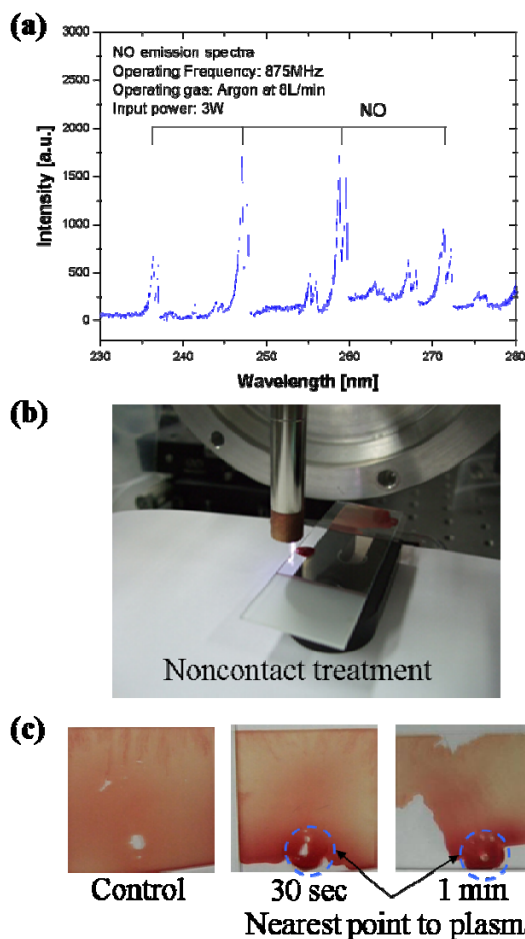 (a)
3000
2500
2000
1500
1000
500
0
Intensity [a.u.]
NO emission spectra
Operating Frequency: 875MHz
Operating gas: Argon at 8L/min
Input power: 3W
NO
230 240 250 260 270 280
Wavelength [nm]
(b)
Noncontact treatment
(c)
Control 30 sec 1 min
Nearest point to plasm